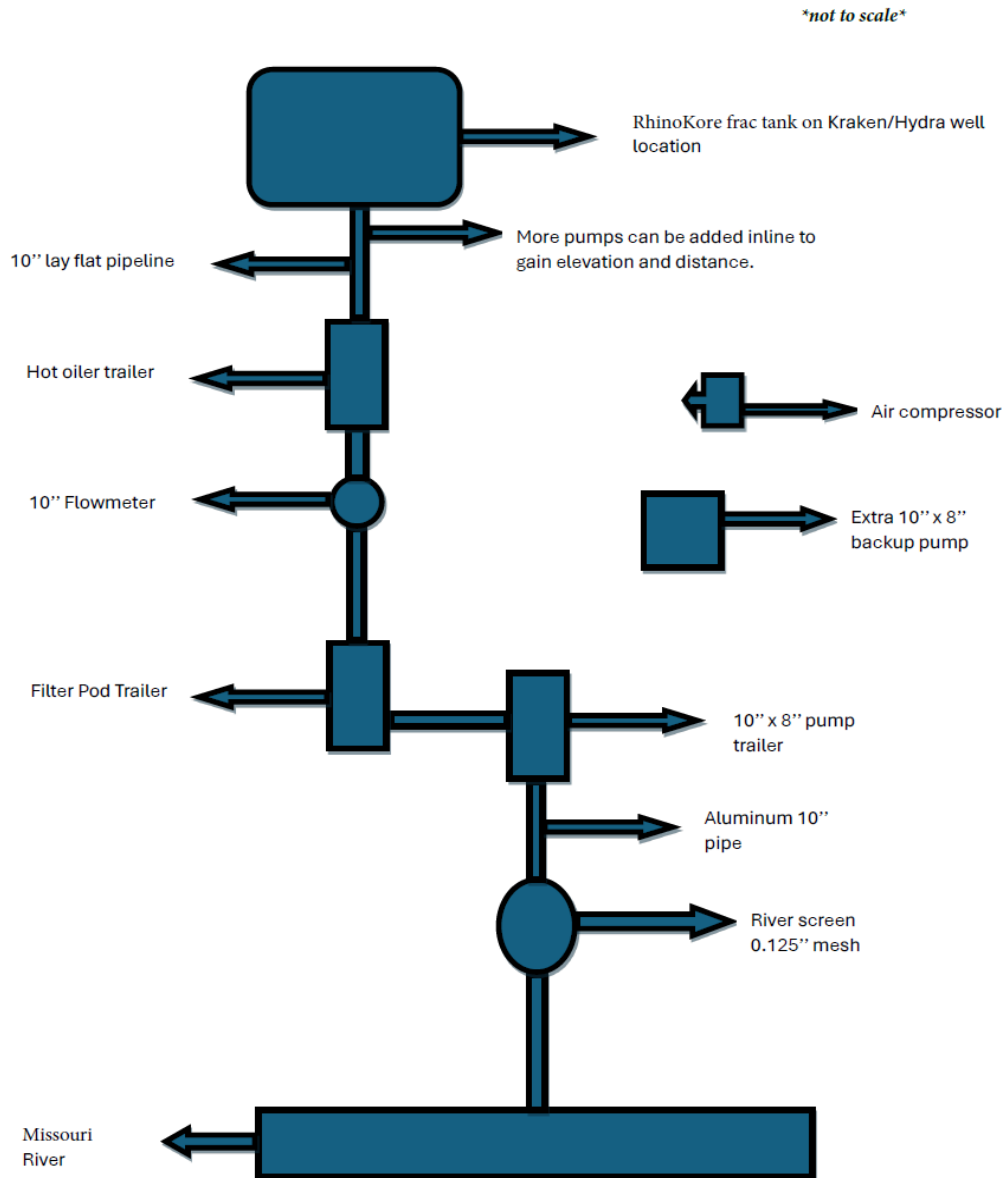 *not to scale*
RhinoKore frac tank on Kraken/Hydra well
location
More pumps can be added inline to
gain elevation and distance.
10’’ lay flat pipeline
Hot oiler trailer
Air compressor
10’’ Flowmeter
Extra 10’’ x 8’’
backup pump
Filter Pod Trailer
10’’ x 8’’ pump
trailer
Aluminum 10’’
pipe
River screen
0.125’’ mesh
Missouri
River